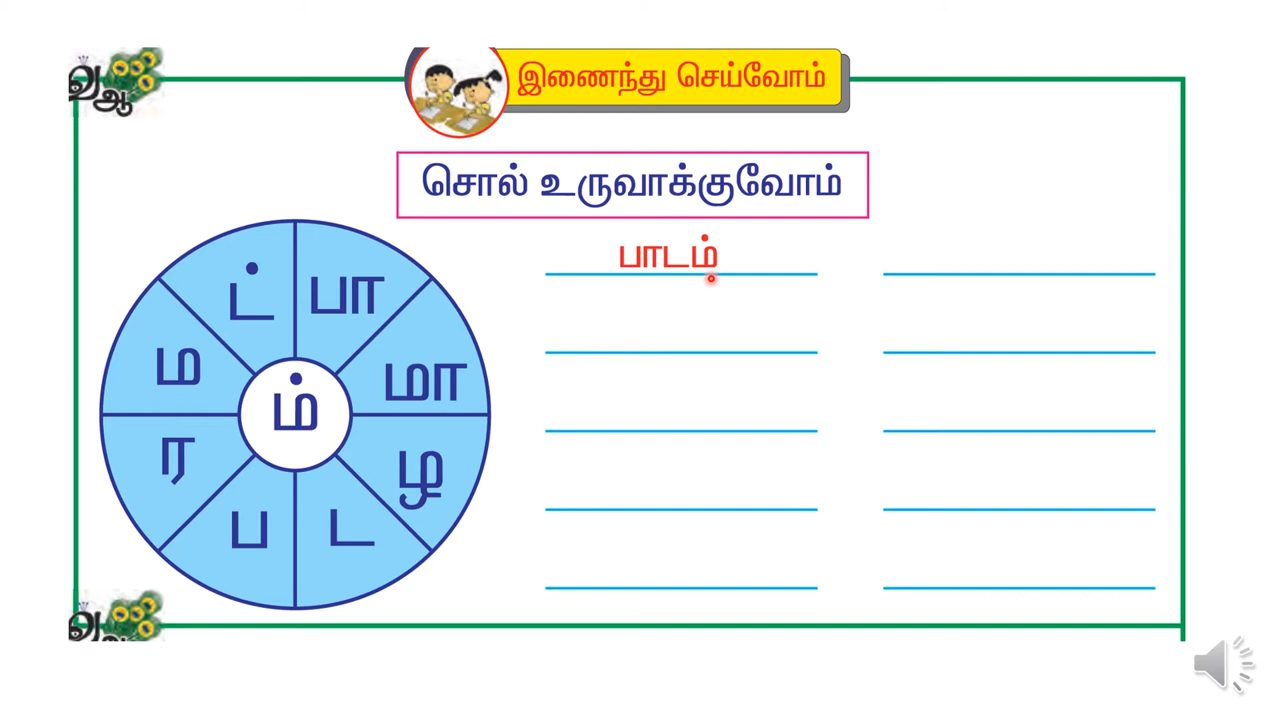 இணைந்து செய்வோம்
சொல் உருவாக்குவோம்
பாடம்
ட்
பா
ம
மா
ம்
ர
ழ
ப
ட